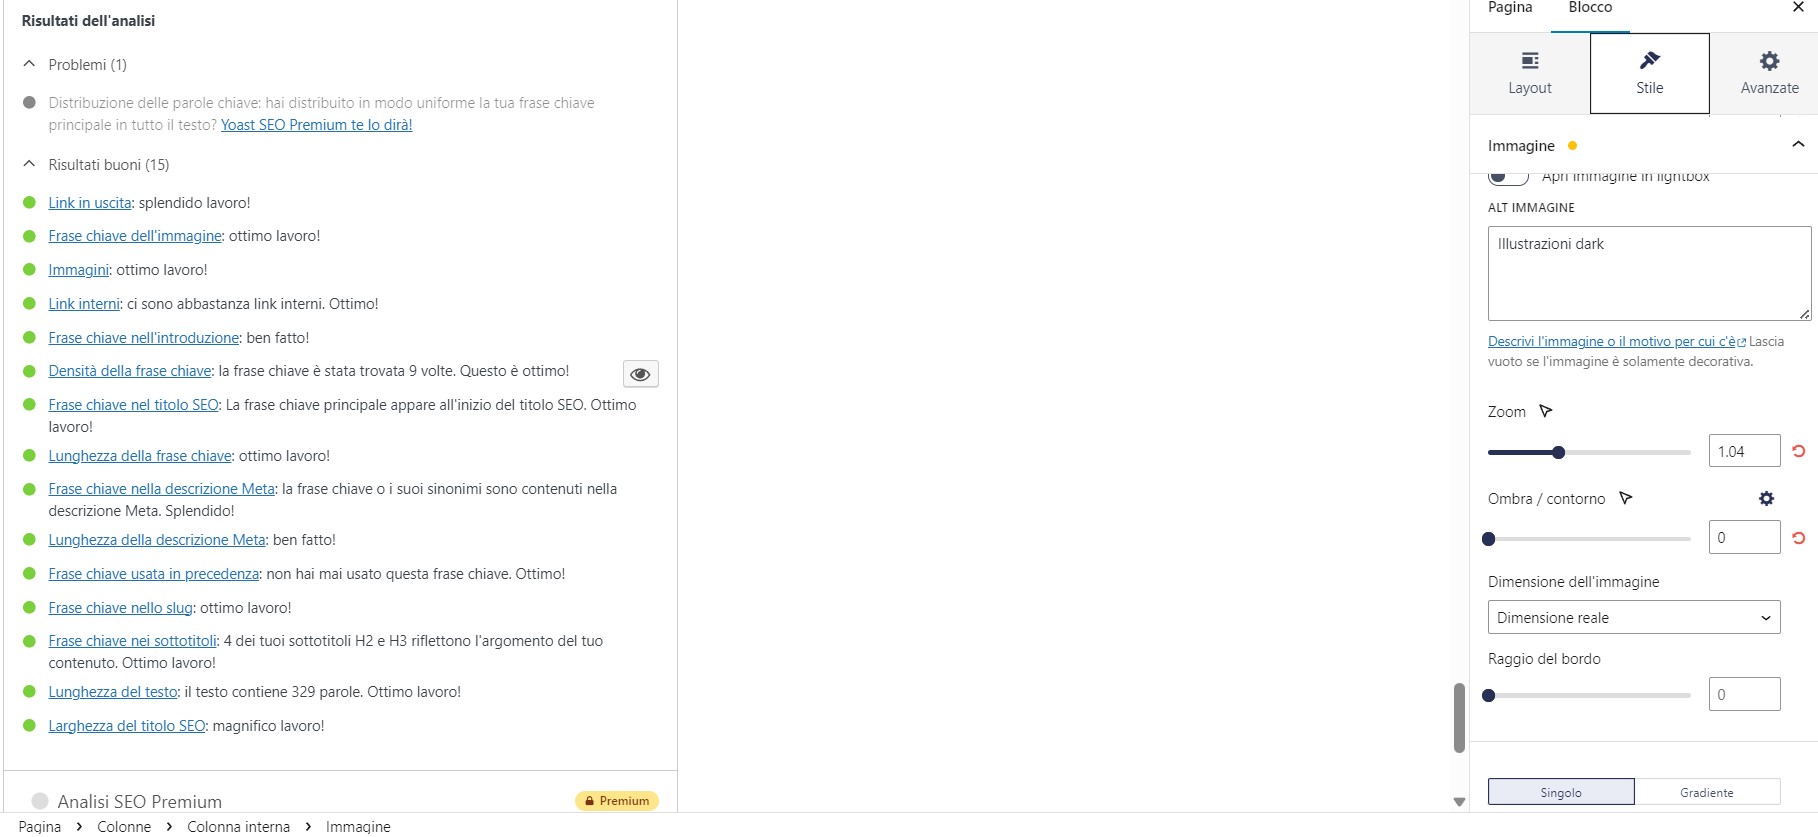 Risultati dell'analisi
Problemi (1)
Distribuzione delle parole chiave: hai distribuito in modo uniforme la tua frase chiave
principale in tutto il testo? Yoast SEO Premium te lo dirà!
Risultati buoni (15)
Link in uscita: splendido lavoro!
Frase chiave dell'immagine: ottimo lavoro!
Immagini: ottimo lavoro!
Link interni: ci sono abbastanza link interni. Ottimo!
Frase chiave nell'introduzione: ben fatto!
Densità della frase chiave: la frase chiave è stata trovata 9 volte. Questo è ottimo!
Frase chiave nel titolo SEO: La frase chiave principale appare all'inizio del titolo SEO. Ottimo
lavoro!
Lunghezza della frase chiave: ottimo lavoro!
Frase chiave nella descrizione Meta: la frase chiave o i suoi sinonimi sono contenuti nella
descrizione Meta. Splendido!
Lunghezza della descrizione Meta: ben fatto!
Frase chiave usata in precedenza: non hai mai usato questa frase chiave. Ottimo!
Frase chiave nello slug: ottimo lavoro!
Frase chiave nei sottotitoli: 4 dei tuoi sottotitoli H2 e H3 riflettono l'argomento del tuo
contenuto. Ottimo lavoro!
Lunghezza del testo: il testo contiene 329 parole. Ottimo lavoro!
Larghezza del titolo SEO: magnifico lavoro!
Analisi SEO Premium
Premium
Pagina > Colonne > Colonna interna > Immagine
Pagina Blocco
Layout Stile Avanzate
Immagine
Apri immagine in lightbox
ALT IMMAGINE
Illustrazioni dark
Descrivi l'immagine o il motivo per cui c'è Lascia
vuoto se l'immagine è solamente decorativa.
Zoom
1.04
Ombra / contorno
0
Dimensione dell'immagine
Dimensione reale
Raggio del bordo
0
Singolo Gradiente